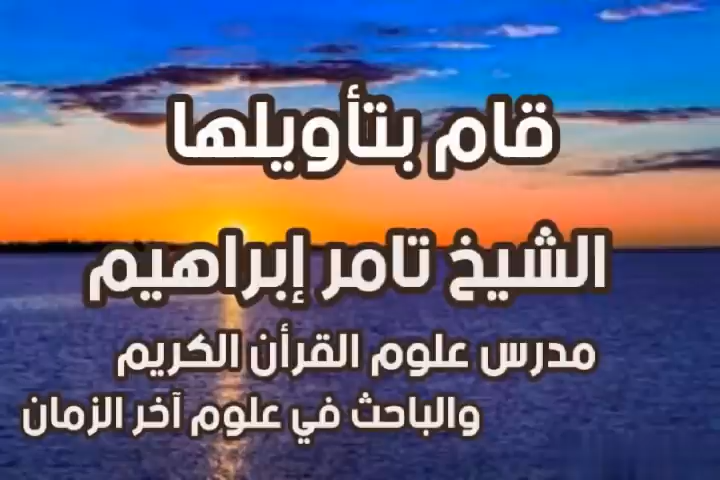 قام بتأويلها
الشيخ تامر إبراهيم
مدرس علوم القرأن الكريم
والباحث في علوم آخر الزمان